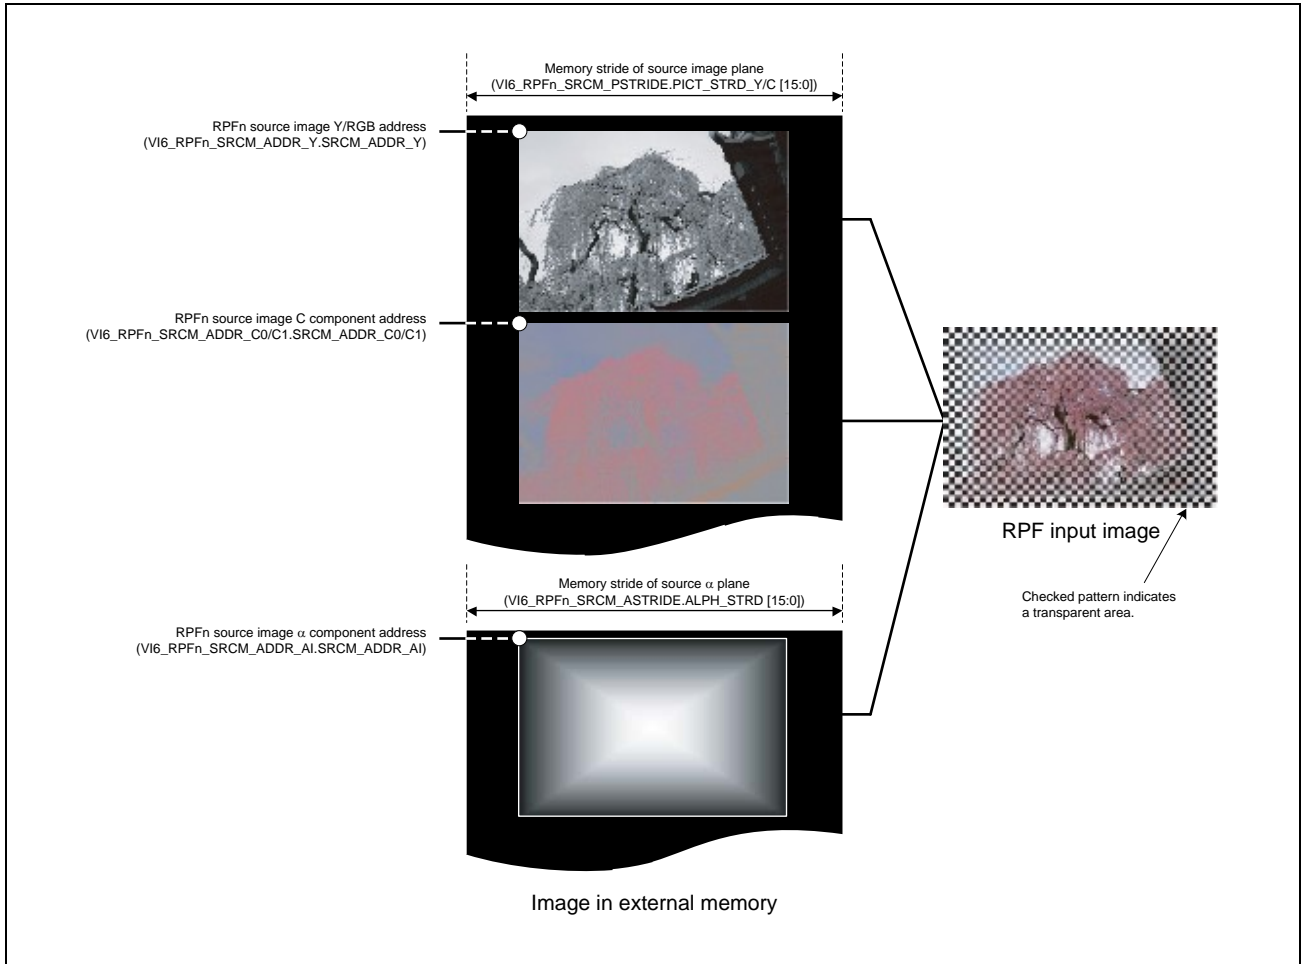 Memory stride of source image plane
(VI6_RPFn_SRCM_PSTRIDE.PICT_STRD_Y/C [15:0])
RPFn source image Y/RGB address
(VI6_RPFn_SRCM_ADDR_Y.SRCM_ADDR_Y)
RPFn source image C component address
(VI6_RPFn_SRCM_ADDR_C0/C1.SRCM_ADDR_C0/C1)
RPF input image
Checked pattern indicates
a transparent area.
Memory stride of source α plane
(VI6_RPFn_SRCM_ASTRIDE.ALPH_STRD [15:0])
RPFn source image α component address
(VI6_RPFn_SRCM_ADDR_AI.SRCM_ADDR_AI)
Image in external memory